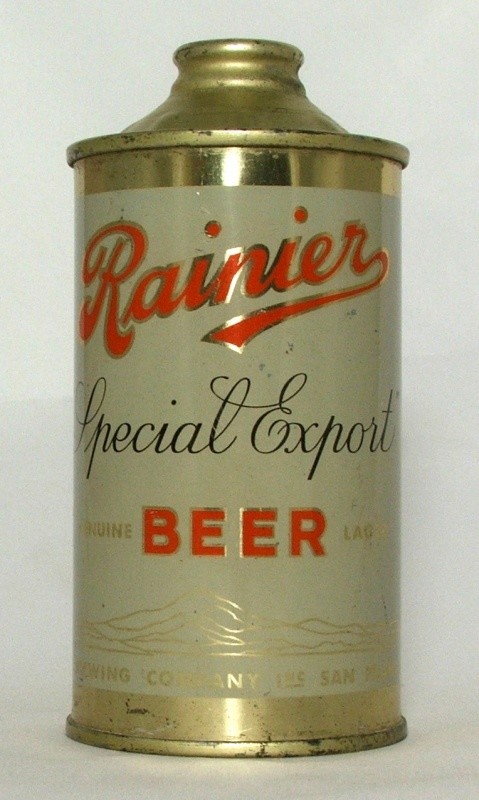 Rainier
Special Export
BEER
COMPANY INC SAN